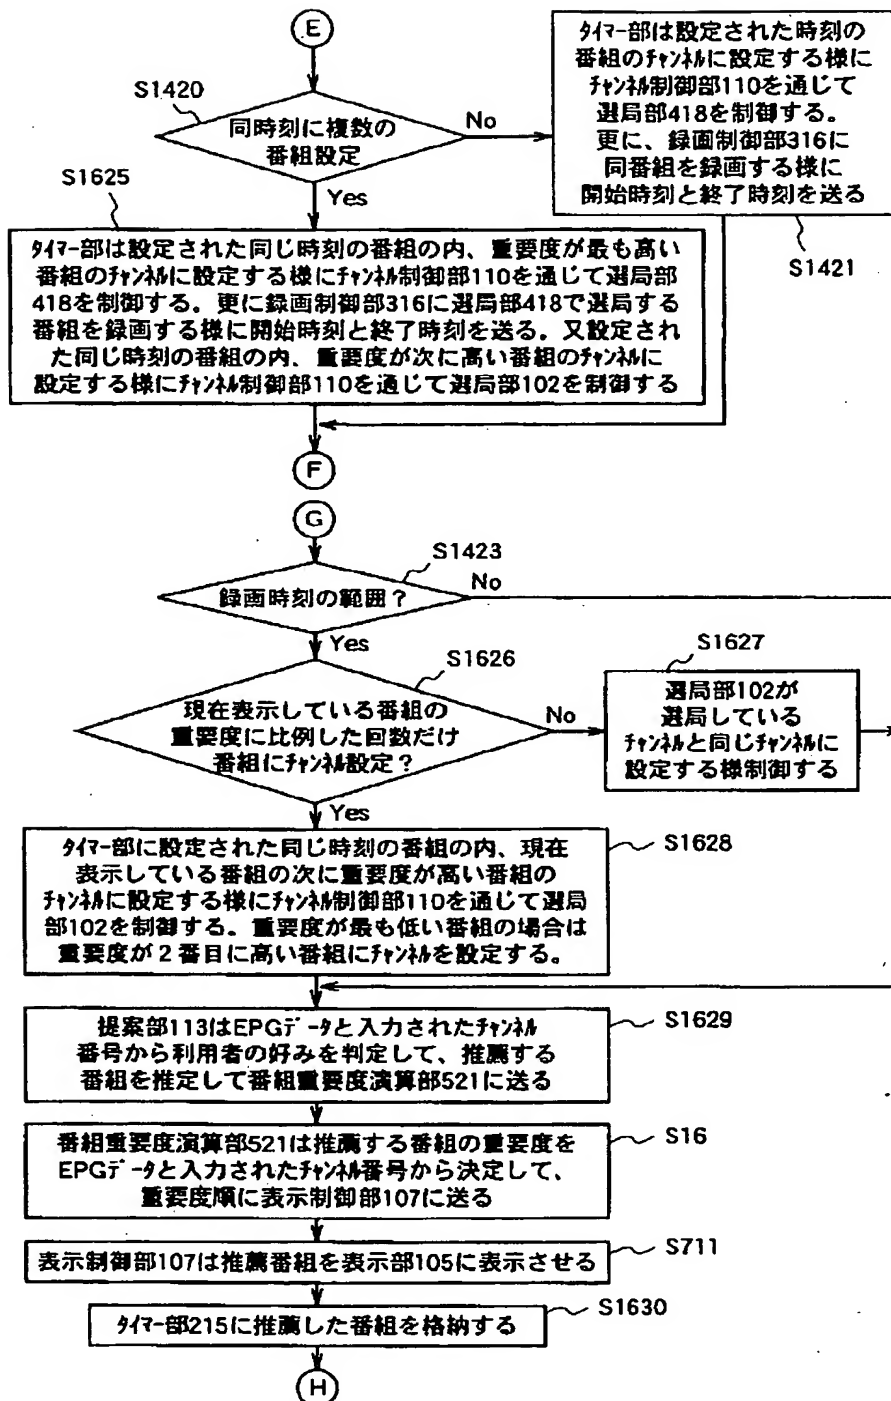 E
S1420
同時刻に複数の
番組設定
No
Yes
ﾀｲﾏｰ部は設定された時刻の
番組のﾁｬﾝﾈﾙに設定する様に
ﾁｬﾝﾈﾙ制御部110を通じて
選局部418を制御する。
更に、録画制御部316に
同番組を録画する様に
開始時刻と終了時刻を送る
S1421
S1625
ﾀｲﾏｰ部は設定された同じ時刻の番組の内、重要度が最も高い
番組のﾁｬﾝﾈﾙに設定する様にﾁｬﾝﾈﾙ制御部110を通じて選局部
418を制御する。更に録画制御部316に選局部418で選局する
番組を録画する様に開始時刻と終了時刻を送る。又設定され
た同じ時刻の番組の内、重要度が次に高い番組のﾁｬﾝﾈﾙに
設定する様にﾁｬﾝﾈﾙ制御部110を通じて選局部102を制御する
F
G
S1423
録画時刻の範囲？
No
Yes
S1626
現在表示している番組の
重要度に比例した回数だけ
番組にﾁｬﾝﾈﾙ設定？
No
Yes
S1627
選局部102が
選局している
ﾁｬﾝﾈﾙと同じﾁｬﾝﾈﾙに
設定する様制御する
S1628
ﾀｲﾏｰ部に設定された同じ時刻の番組の内、現在
表示している番組の次に重要度が高い番組の
ﾁｬﾝﾈﾙに設定する様にﾁｬﾝﾈﾙ制御部110を通じて選局
部102を制御する。重要度が最も低い番組の場合は
重要度が２番目に高い番組にﾁｬﾝﾈﾙを設定する。
S1629
提案部113はEPGﾃﾞｰﾀと入力されたﾁｬﾝﾈﾙ
番号から利用者の好みを判定して、推薦する
番組を推定して番組重要度演算部521に送る
S16
番組重要度演算部521は推薦する番組の重要度を
EPGﾃﾞｰﾀと入力されたﾁｬﾝﾈﾙ番号から決定して、
重要度順に表示制御部107に送る
S711
表示制御部107は推薦番組を表示部105に表示させる
S1630
ﾀｲﾏｰ部215に推薦した番組を格納する
H